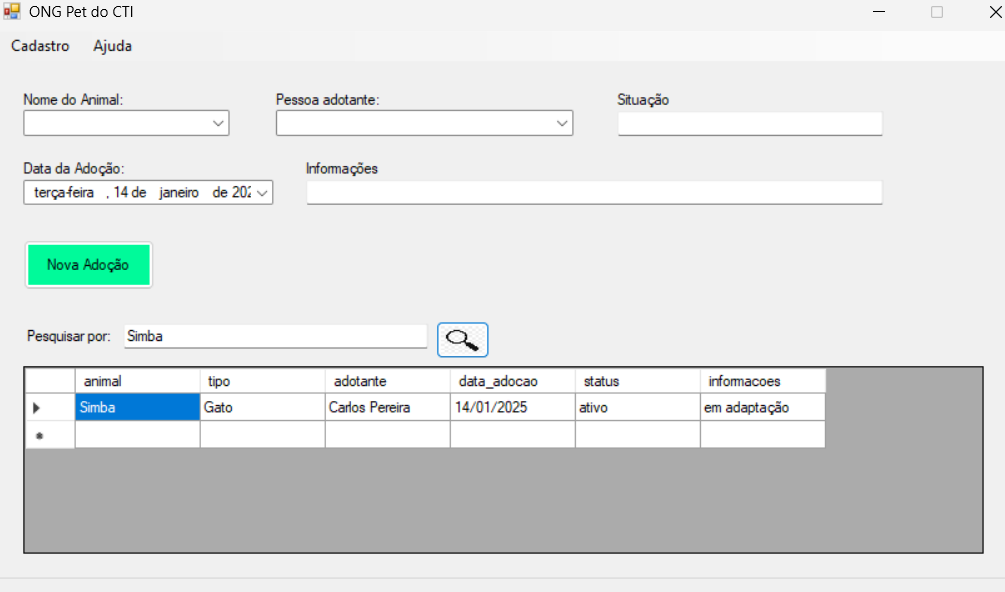 ONG Pet do CTI
Cadastro Ajuda
Nome do Animal: Pessoa adotante: Situação
Data da Adoção: Informações
terça-feira , 14 de janeiro de 202
Nova Adoção
Pesquisar por: Simba
animal tipo adotante data_adocao status informacoes
Simba Gato Carlos Pereira 14/01/2025 ativo em adaptação